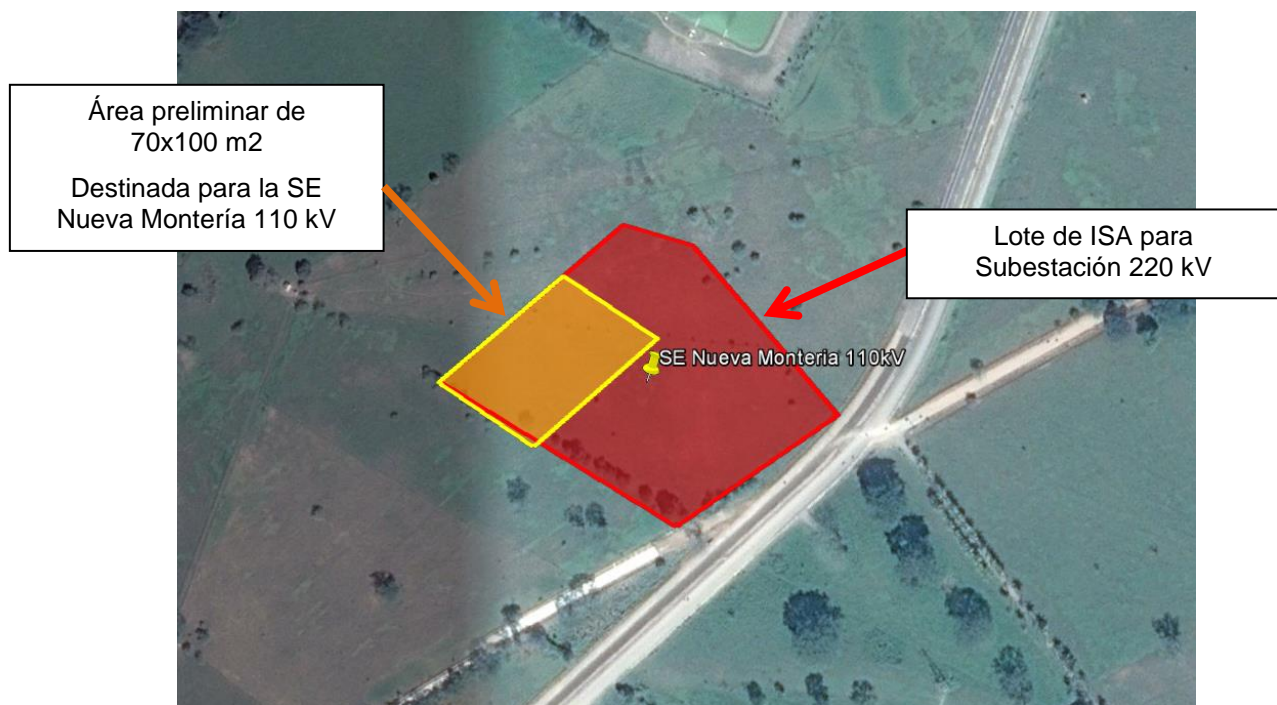 Área preliminar de
70x100 m2
Destinada para la SE
Nueva Montería 110 kV
Lote de ISA para
Subestación 220 kV
SE Nueva Monteria 110kV